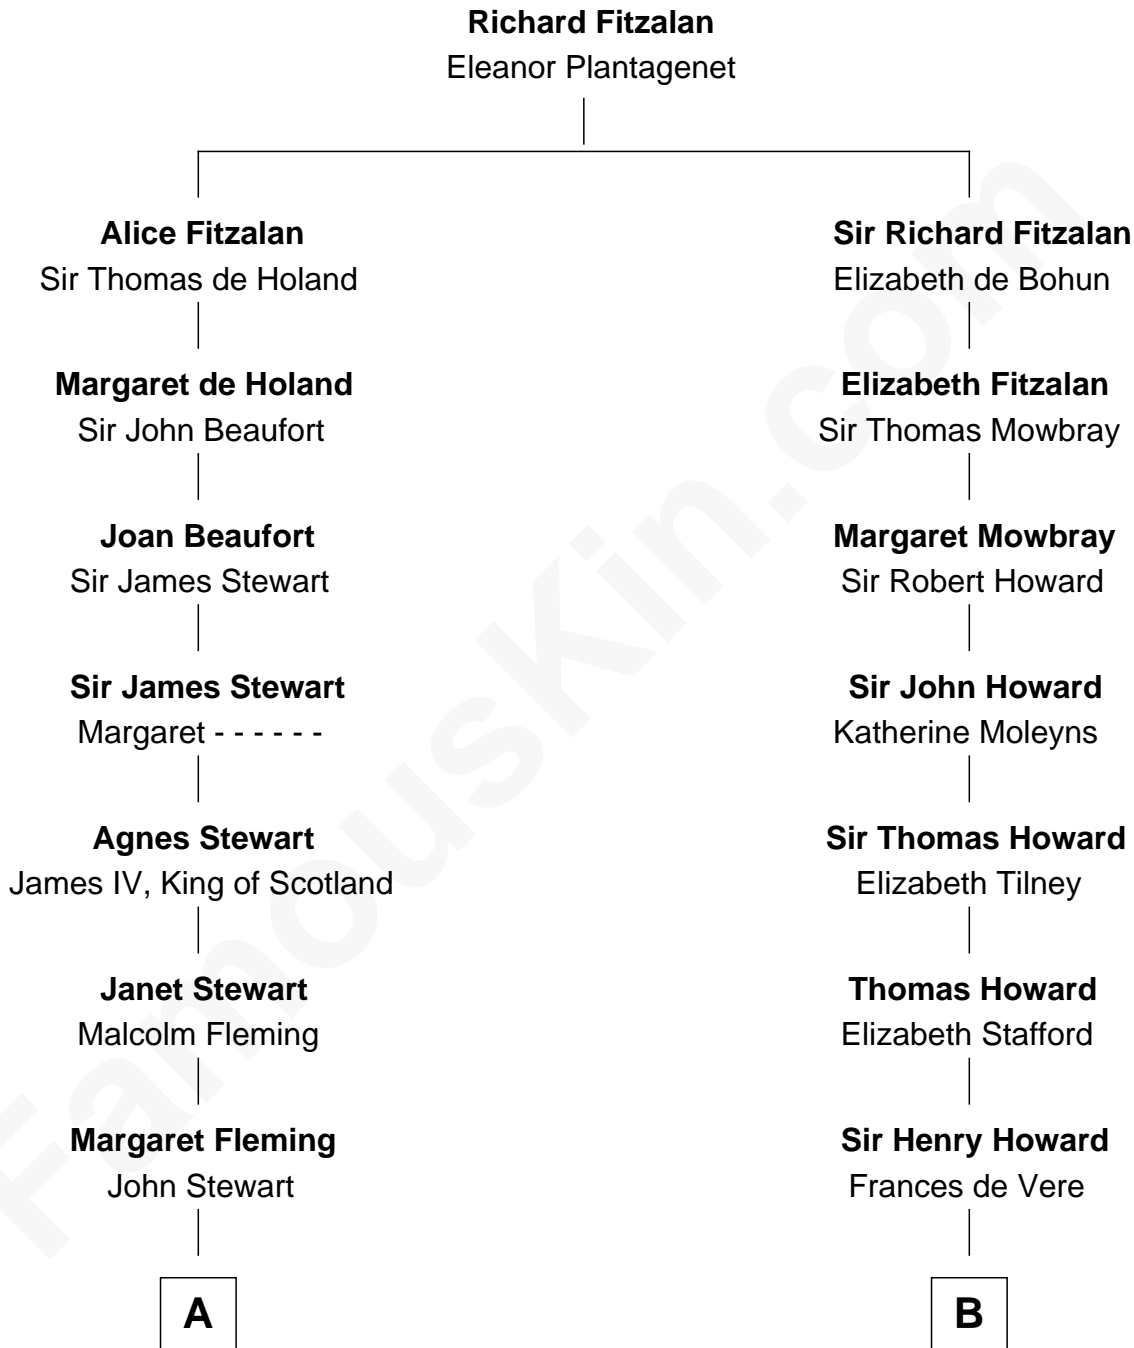 Richard Fitzalan
Eleanor Plantagenet
Alice Fitzalan
Sir Thomas de Holand
Margaret de Holand
Sir John Beaufort
Joan Beaufort
Sir James Stewart
Sir James Stewart
Margaret - - - - - -
Agnes Stewart
James IV, King of Scotland
Janet Stewart
Malcolm Fleming
Margaret Fleming
John Stewart
A
Sir Richard Fitzalan
Elizabeth de Bohun
Elizabeth Fitzalan
Sir Thomas Mowbray
Margaret Mowbray
Sir Robert Howard
Sir John Howard
Katherine Moleyns
Sir Thomas Howard
Elizabeth Tilney
Thomas Howard
Elizabeth Stafford
Sir Henry Howard
Frances de Vere
B
FamousKin.com